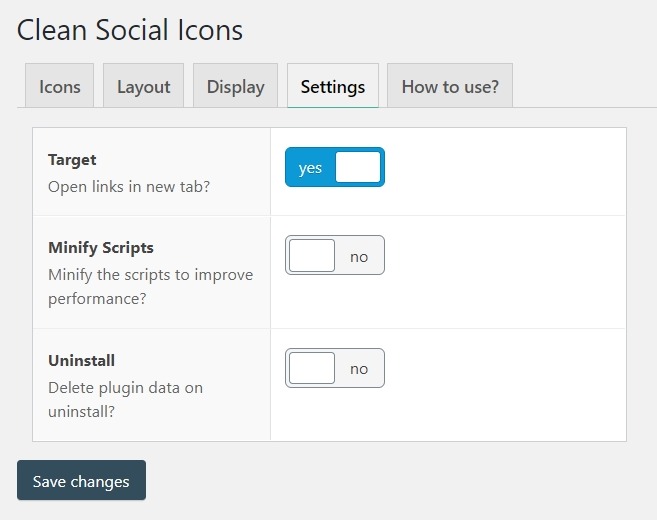 Clean Social Icons
Icons
Layout
Display
Settings
How to use?
Target
Open links in new tab?
yes
Minify Scripts
Minify the scripts to improve
performance?
no
Uninstall
Delete plugin data on
uninstall?
no
Save changes